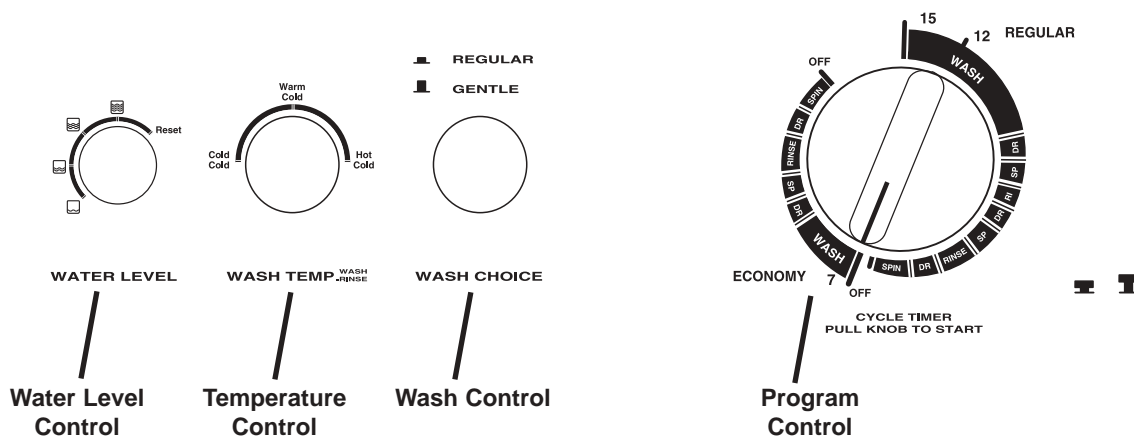 REGULAR
GENTLE
Reset
Warm
Cold
Cold
Cold
Hot
Cold
WATER LEVEL
WASH TEMP. WASH
-RINSE
WASH CHOICE
Water Level
Control
Temperature
Control
Wash Control
15
12 REGULAR
WASH
DR
SP
RI
DR
SP
RINSE
DR
SPIN
OFF
7
ECONOMY
WASH
DR
SP
RINSE
DR
SPIN
OFF
CYCLE TIMER
PULL KNOB TO START
Program
Control